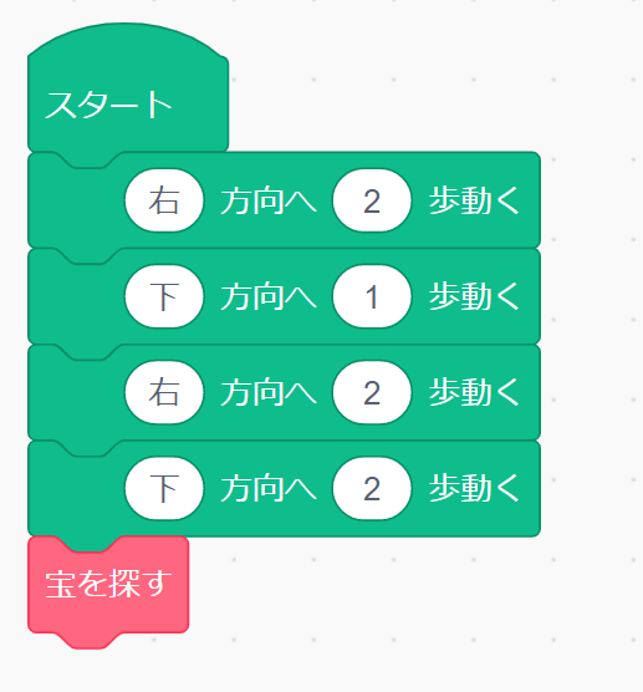 スタート
右 方向へ 2 歩動く
下 方向へ 1 歩動く
右 方向へ 2 歩動く
下 方向へ 2 歩動く
宝を探す